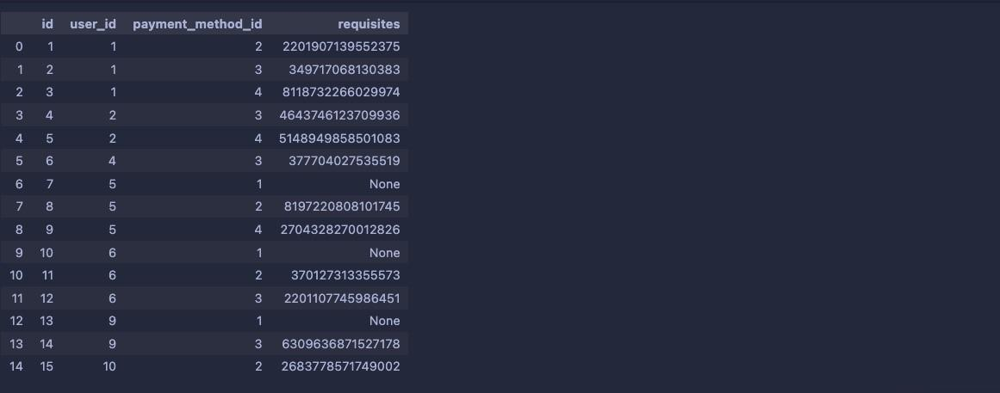 id user_id payment_method_id requisites
0 1 1 2 2201907139552375
1 2 1 3 349717068130383
2 3 1 4 8118732266029974
3 4 2 3 4643746123709936
4 5 2 4 5148949858501083
5 6 4 3 377704027535519
6 7 5 1 None
7 8 5 2 8197220808101745
8 9 5 4 2704328270012826
9 10 6 1 None
10 11 6 2 370127313355573
11 12 6 3 2201107745986451
12 13 9 1 None
13 14 9 3 6309636871527178
14 15 10 2 2683778571749002